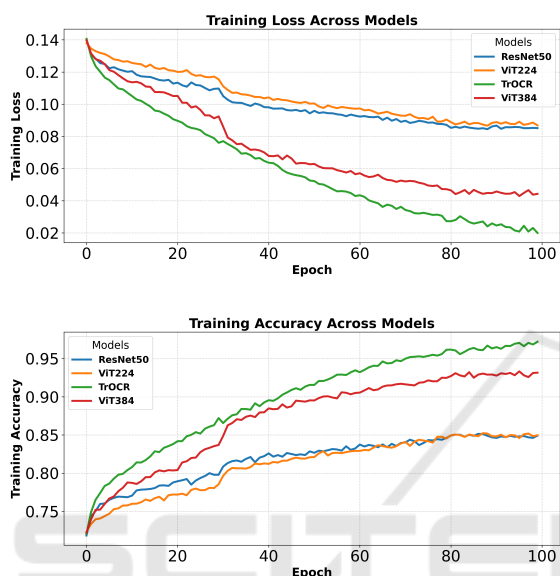 Training Loss Across Models
0.14
0.12
0.10
0.08
0.06
0.04
0.02
Training Loss
Models
ResNet50
ViT224
TrOCR
ViT384
0 20 40 60 80 100
Epoch
Training Accuracy Across Models
0.95
0.90
0.85
0.80
0.75
Training Accuracy
Models
ResNet50
ViT224
TrOCR
ViT384
0 20 40 60 80 100
Epoch